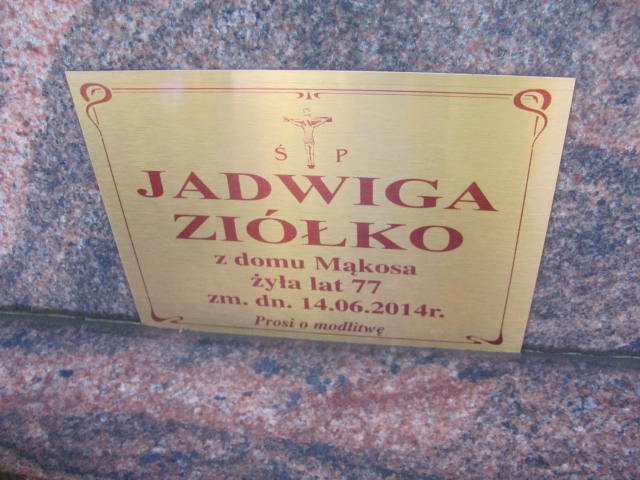 Ś P
JADWIGA
ZIÓŁKO
z domu Mąkosa
żyła lat 77
zm. dn. 14.06.2014r.
Prosi o modlitwę